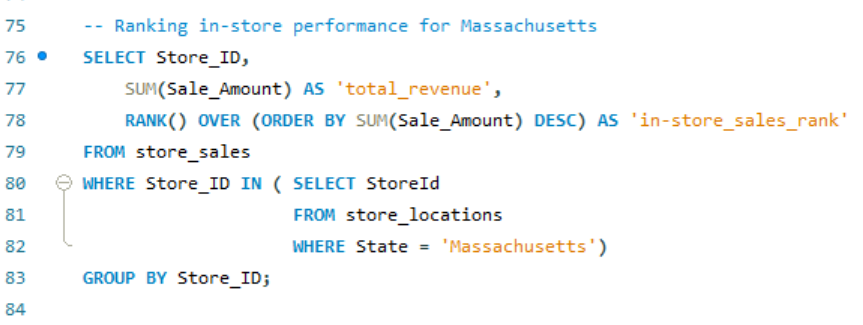 75 -- Ranking in-store performance for Massachusetts
76 SELECT Store_ID,
77 SUM(Sale_Amount) AS 'total_revenue',
78 RANK() OVER (ORDER BY SUM(Sale_Amount) DESC) AS 'in-store_sales_rank'
79 FROM store_sales
80 WHERE Store_ID IN ( SELECT StoreId
81 FROM store_locations
82 WHERE State = 'Massachusetts')
83 GROUP BY Store_ID;
84